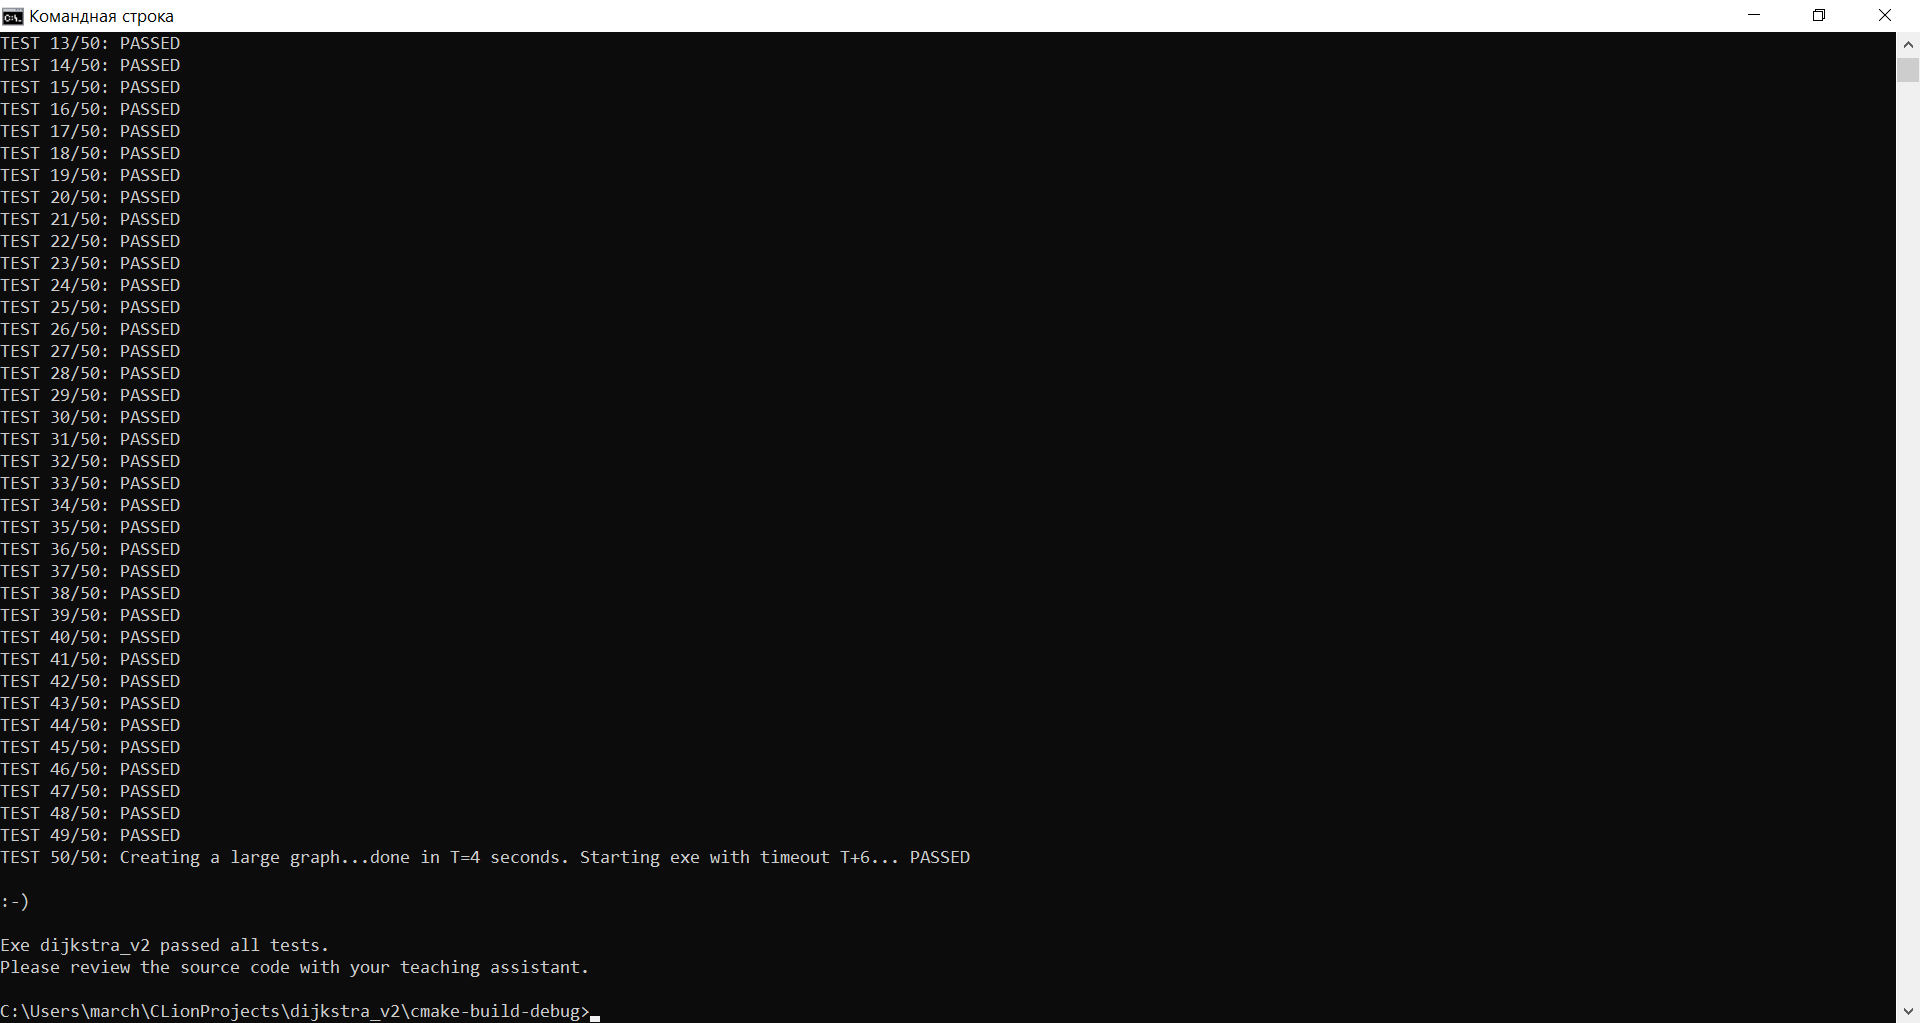 Командная строка
TEST 13/50: PASSED
TEST 14/50: PASSED
TEST 15/50: PASSED
TEST 16/50: PASSED
TEST 17/50: PASSED
TEST 18/50: PASSED
TEST 19/50: PASSED
TEST 20/50: PASSED
TEST 21/50: PASSED
TEST 22/50: PASSED
TEST 23/50: PASSED
TEST 24/50: PASSED
TEST 25/50: PASSED
TEST 26/50: PASSED
TEST 27/50: PASSED
TEST 28/50: PASSED
TEST 29/50: PASSED
TEST 30/50: PASSED
TEST 31/50: PASSED
TEST 32/50: PASSED
TEST 33/50: PASSED
TEST 34/50: PASSED
TEST 35/50: PASSED
TEST 36/50: PASSED
TEST 37/50: PASSED
TEST 38/50: PASSED
TEST 39/50: PASSED
TEST 40/50: PASSED
TEST 41/50: PASSED
TEST 42/50: PASSED
TEST 43/50: PASSED
TEST 44/50: PASSED
TEST 45/50: PASSED
TEST 46/50: PASSED
TEST 47/50: PASSED
TEST 48/50: PASSED
TEST 49/50: PASSED
TEST 50/50: Creating a large graph...done in T=4 seconds. Starting exe with timeout T+6... PASSED
:-)
Exe dijkstra_v2 passed all tests.
Please review the source code with your teaching assistant.
C:\Users\march\CLionProjects\dijkstra_v2\cmake-build-debug>